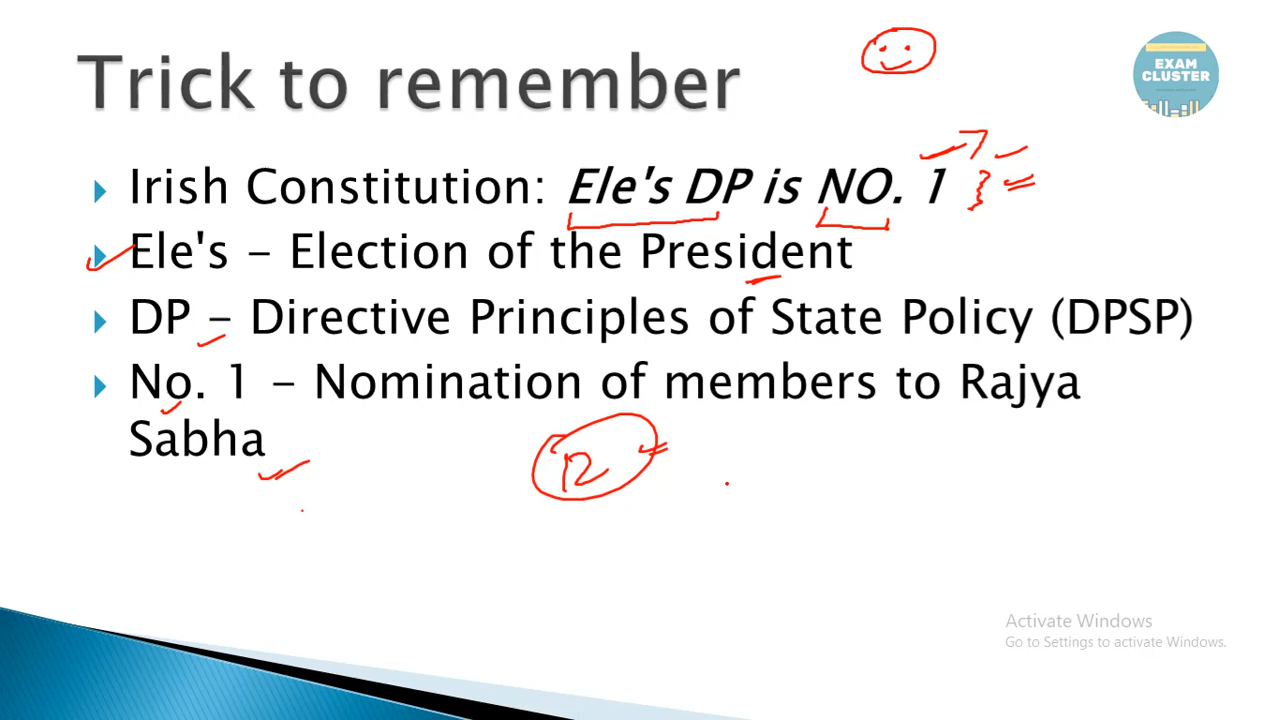 Trick to remember
EXAM
CLUSTER
Irish Constitution: Ele's DP is NO. 1
Ele's – Election of the President
DP – Directive Principles of State Policy (DPSP)
No. 1 – Nomination of members to Rajya
Sabha
12
Activate Windows
Go to Settings to activate Windows.